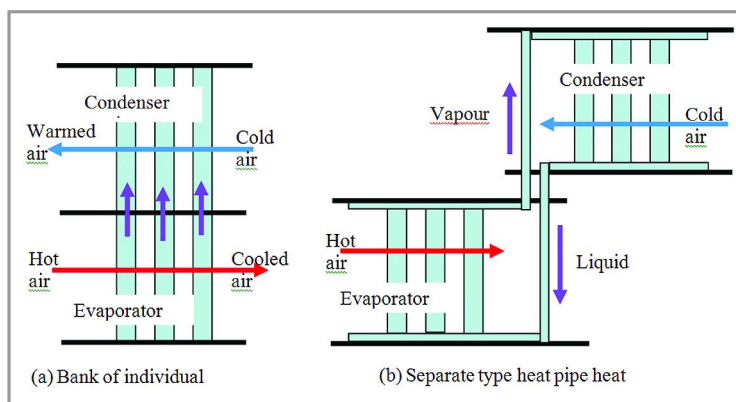 Condenser
Warmed
air
Cold
air
Hot
air
Cooled
air
Evaporator
(a) Bank of individual
Condenser
Vapour
Cold
air
Hot
air
Evaporator
Liquid
(b) Separate type heat pipe heat